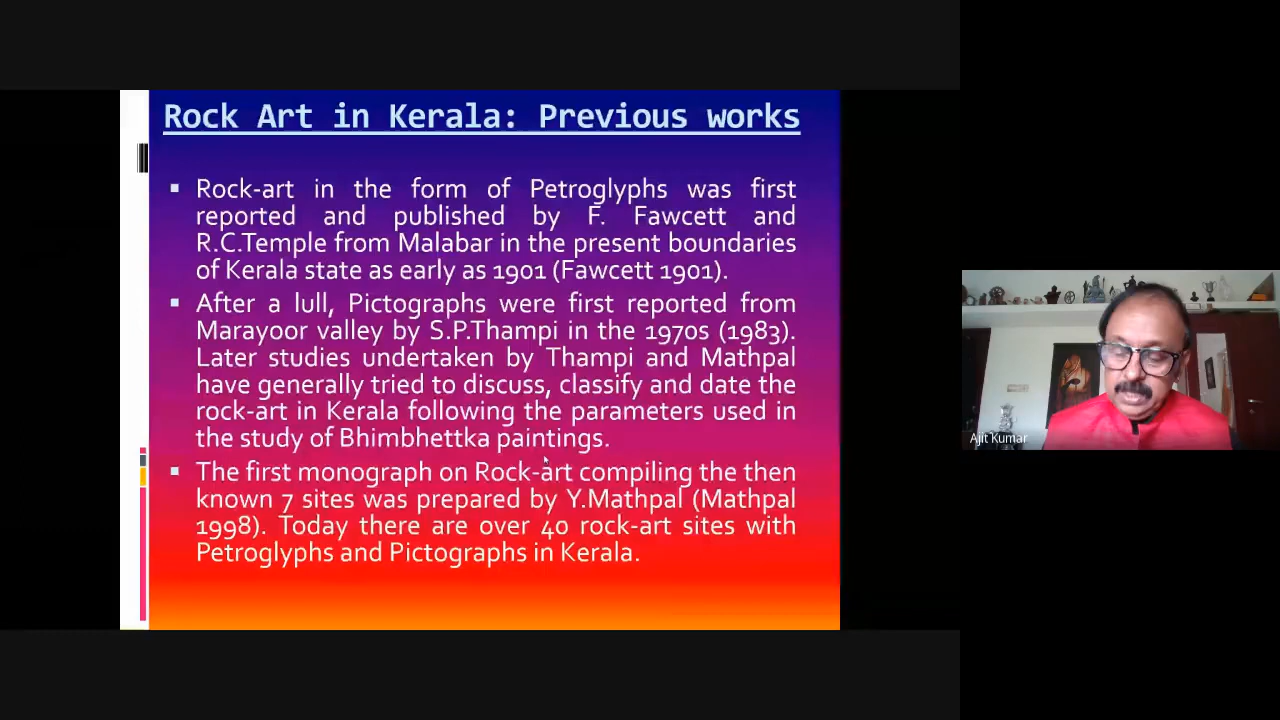 Rock Art in Kerala: Previous works
▪ Rock-art in the form of Petroglyphs was first
reported and published by F. Fawcett and
R.C.Temple from Malabar in the present boundaries
of Kerala state as early as 1901 (Fawcett 1901).
▪ After a lull, Pictographs were first reported from
Marayoor valley by S.P.Thampi in the 1970s (1983).
Later studies undertaken by Thampi and Mathpal
have generally tried to discuss, classify and date the
rock-art in Kerala following the parameters used in
the study of Bhimbhettka paintings.
▪ The first monograph on Rock-art compiling the then
known 7 sites was prepared by Y.Mathpal (Mathpal
1998). Today there are over 40 rock-art sites with
Petroglyphs and Pictographs in Kerala.
Ajit Kumar